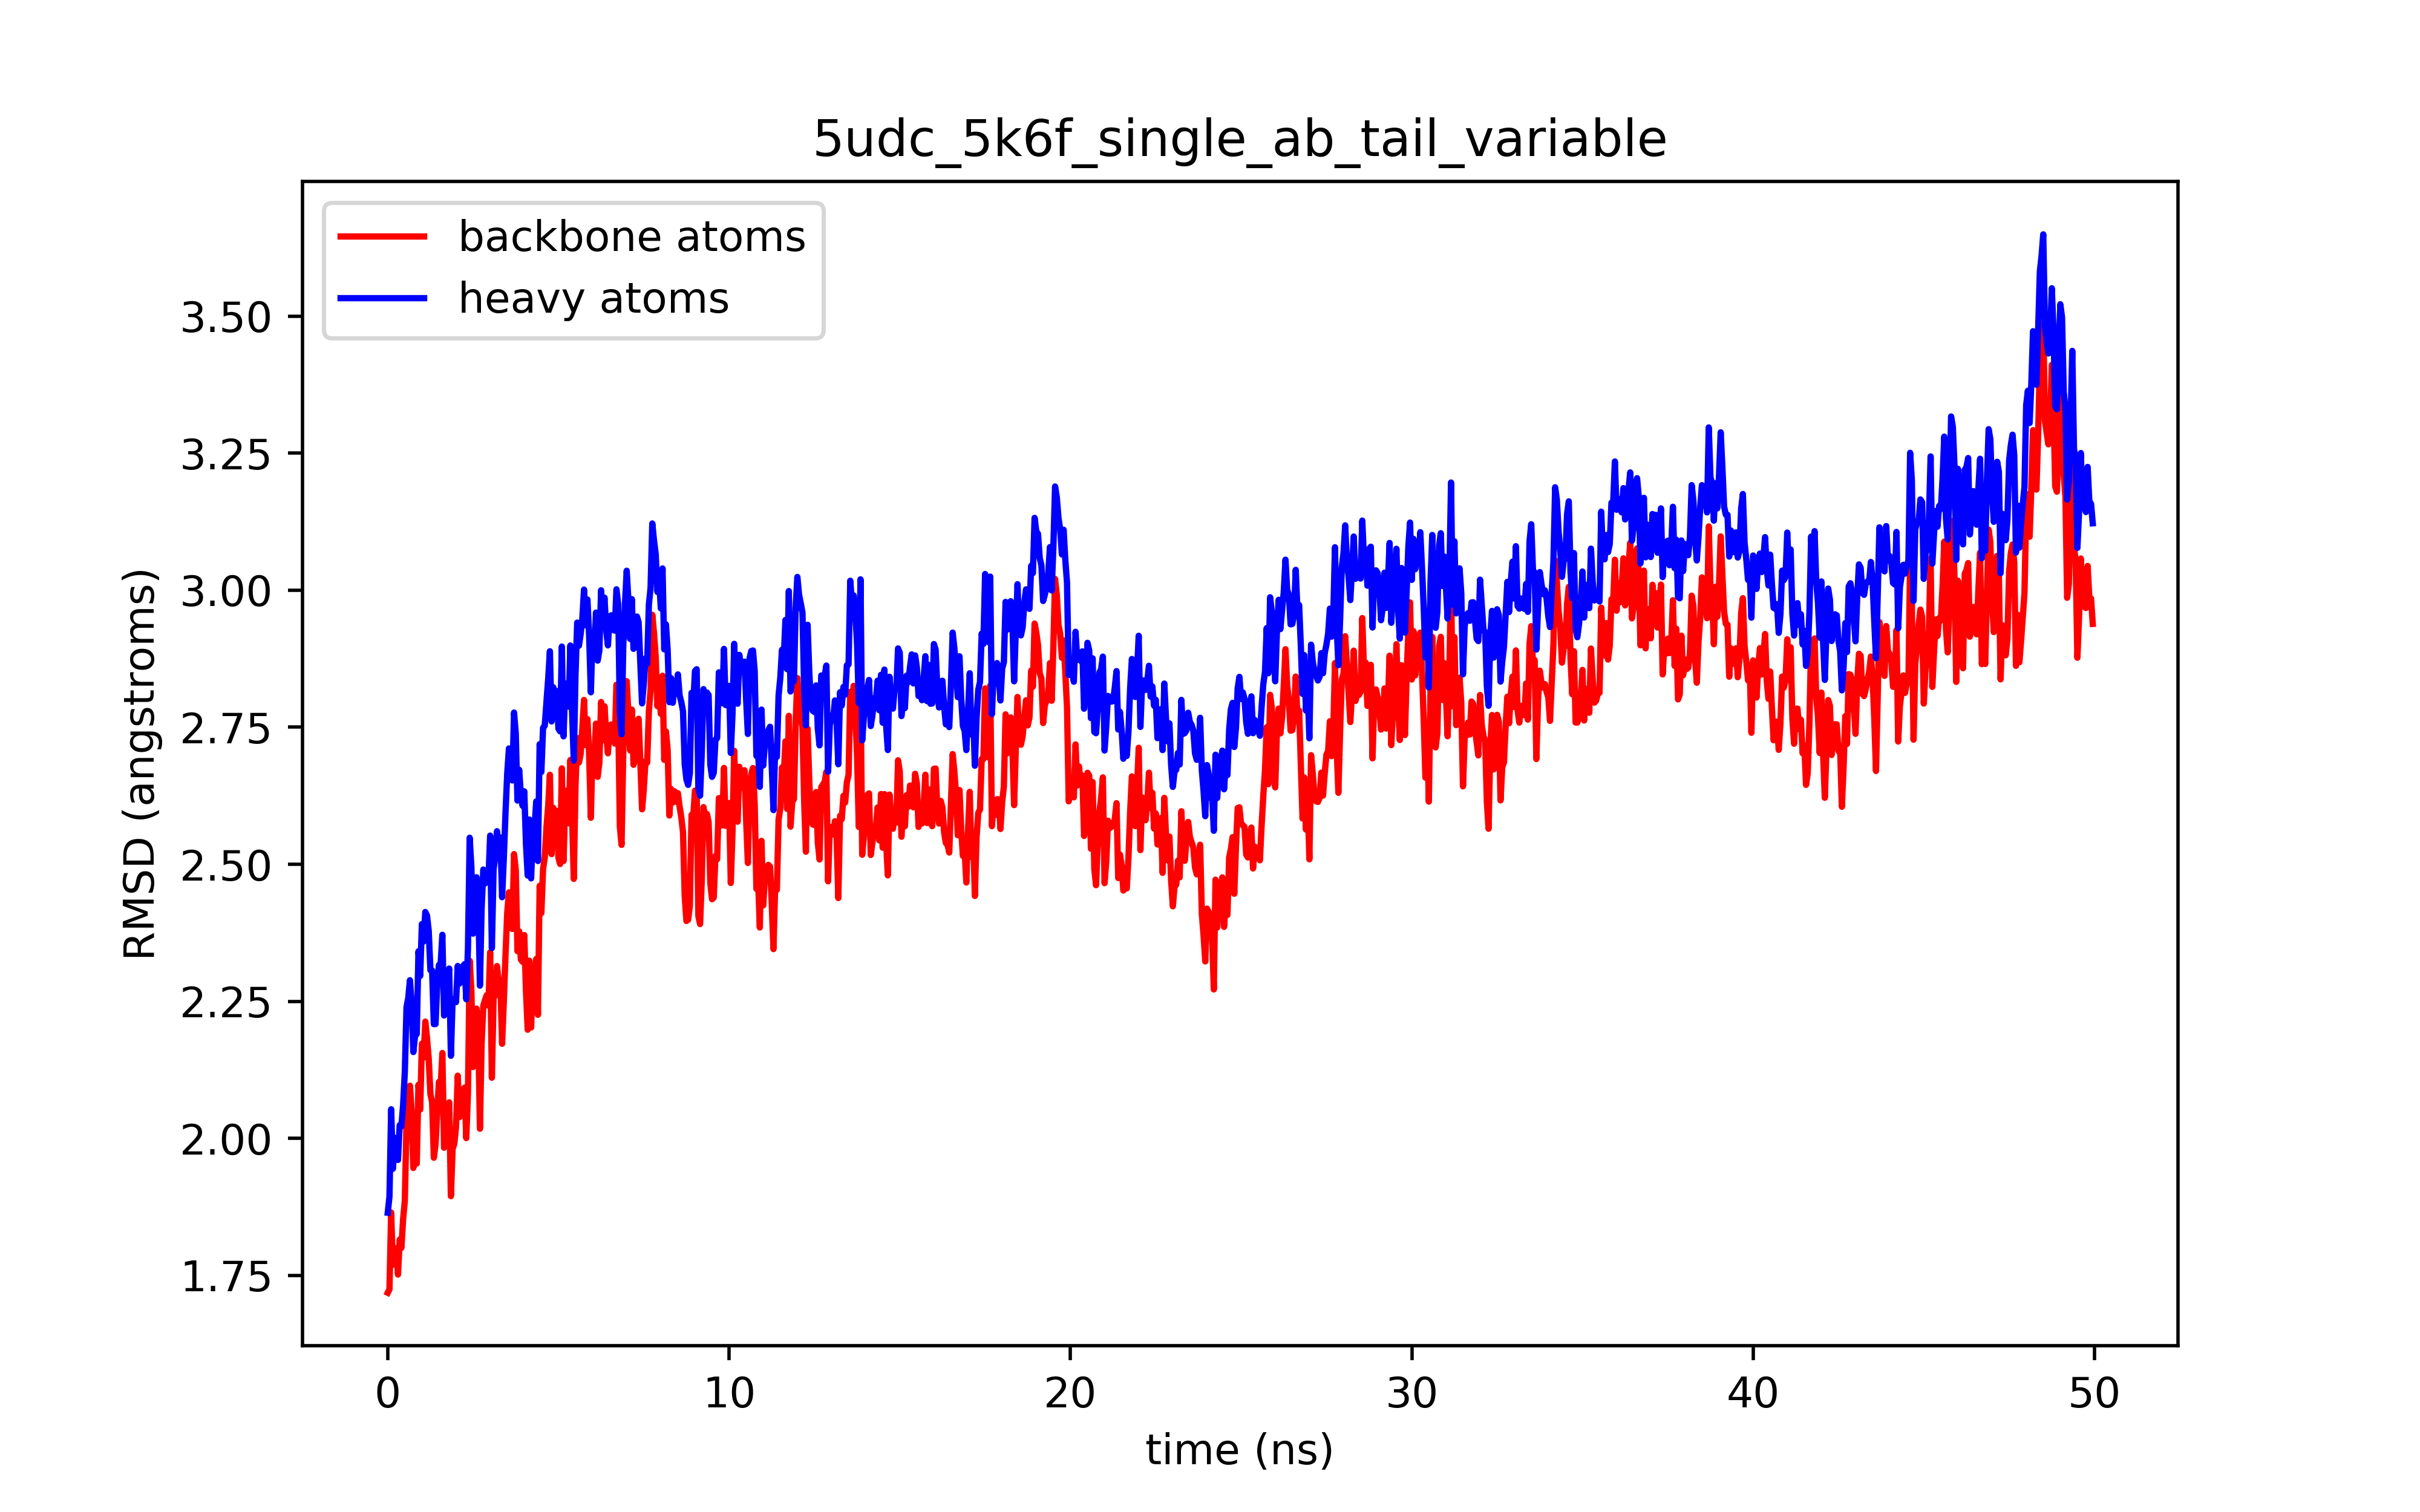 5udc_5k6f_single_ab_tail_variable
backbone atoms
heavy atoms
RMSD (angstroms)
3.50
3.25
3.00
2.75
2.50
2.25
2.00
1.75
0 10 20 30 40 50
time (ns)